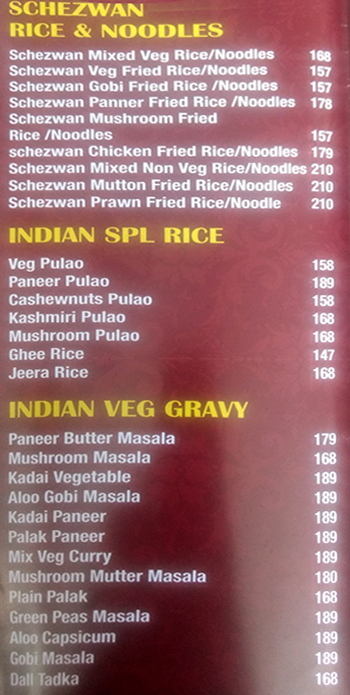 SCHEZWAN
RICE & NOODLES
Schezwan Mixed Veg Rice/Noodles 168
Schezwan Veg Fried Rice/Noodles 157
Schezwan Gobi Fried Rice /Noodles 157
Schezwan Panner Fried Rice /Noodles 178
Schezwan Mushroom Fried
Rice /Noodles 157
schezwan Chicken Fried Rice/Noodles 179
Schezwan Mixed Non Veg Rice/Noodles 210
Schezwan Mutton Fried Rice/Noodles 210
Schezwan Prawn Fried Rice/Noodle 210
INDIAN SPL RICE
Veg Pulao 158
Paneer Pulao 189
Cashewnuts Pulao 158
Kashmiri Pulao 168
Mushroom Pulao 168
Ghee Rice 147
Jeera Rice 168
INDIAN VEG GRAVY
Paneer Butter Masala 179
Mushroom Masala 168
Kadai Vegetable 189
Aloo Gobi Masala 189
Kadai Paneer 189
Palak Paneer 189
Mix Veg Curry 189
Mushroom Mutter Masala 180
Plain Palak 168
Green Peas Masala 189
Aloo Capsicum 189
Gobi Masala 189
Dall Tadka 168